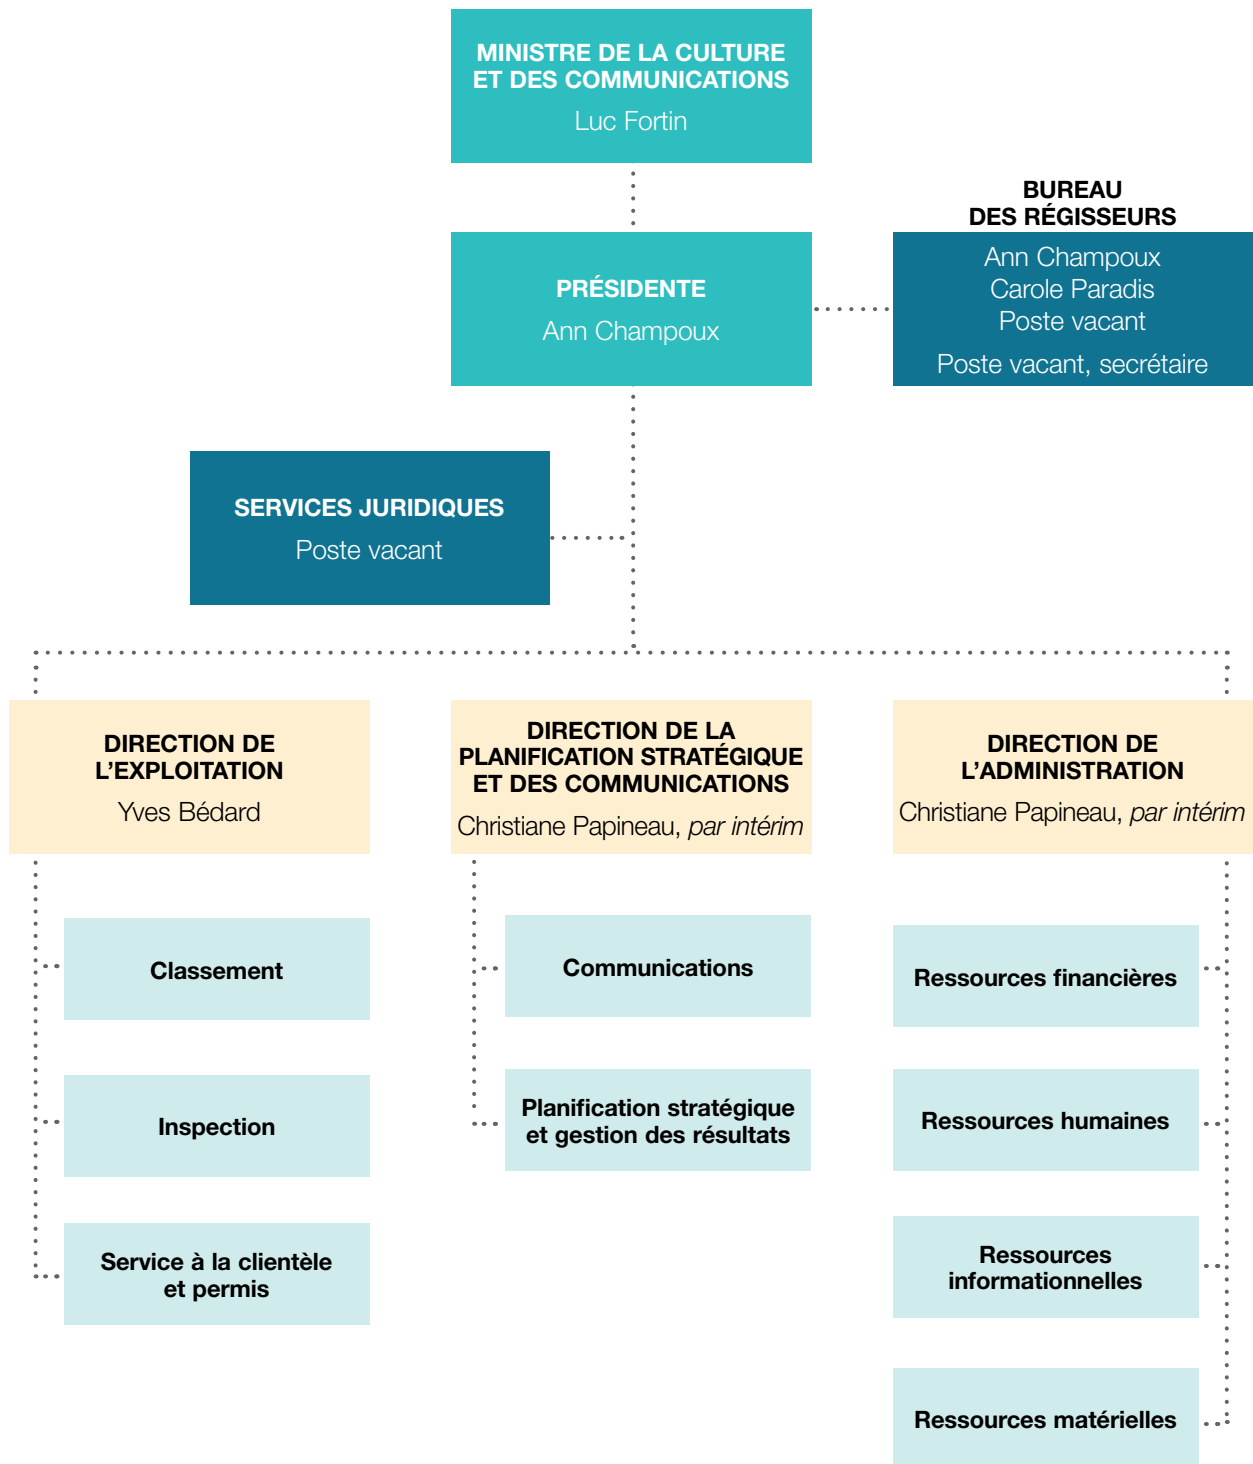 MINISTRE DE LA CULTURE
ET DES COMMUNICATIONS
Luc Fortin
BUREAU
DES RÉGISSEURS
Ann Champoux
Carole Paradis
Poste vacant
Poste vacant, secrétaire
PRÉSIDENTE
Ann Champoux
SERVICES JURIDIQUES
Poste vacant
DIRECTION DE
L’EXPLOITATION
Yves Bédard
DIRECTION DE LA
PLANIFICATION STRATÉGIQUE
ET DES COMMUNICATIONS
Christiane Papineau, par intérim
DIRECTION DE
L’ADMINISTRATION
Christiane Papineau, par intérim
Classement
Inspection
Service à la clientèle
et permis
Communications
Planification stratégique
et gestion des résultats
Ressources financières
Ressources humaines
Ressources
informationnelles
Ressources matérielles